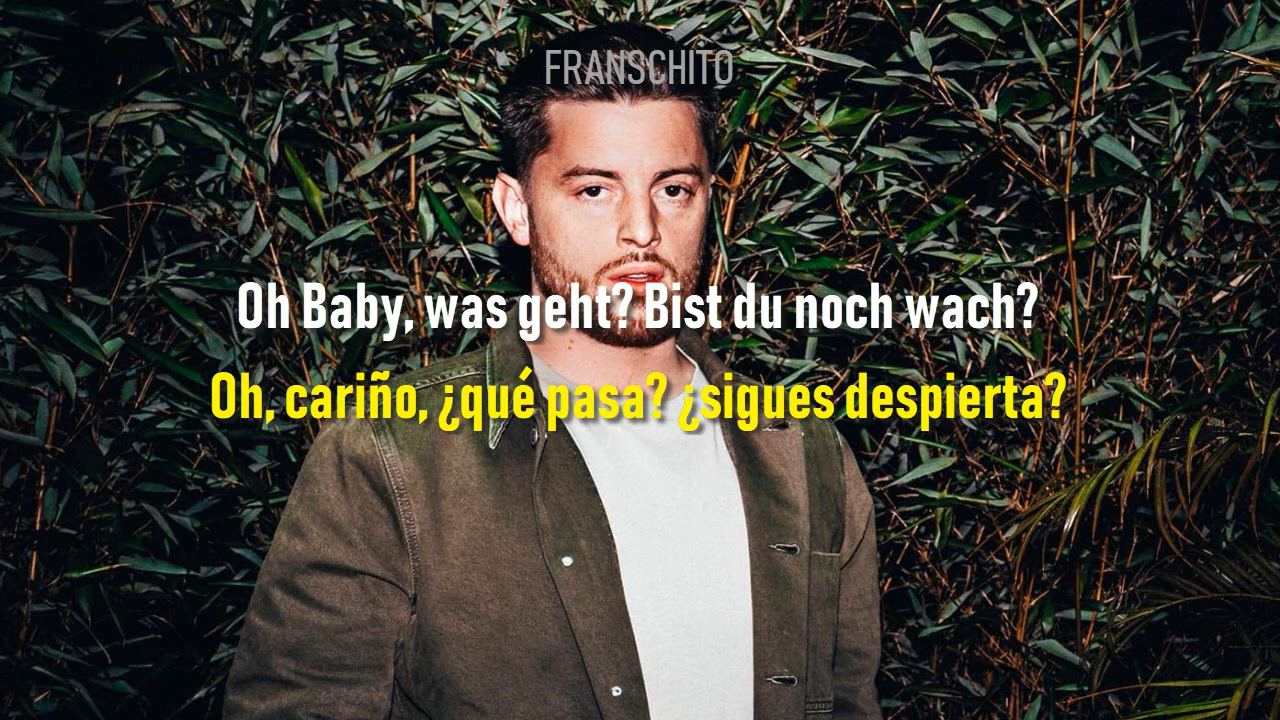 FRANSCHITO
Oh Baby, was geht? Bist du noch wach?
Oh, cariño, ¿qué pasa? ¿sigues despierta?